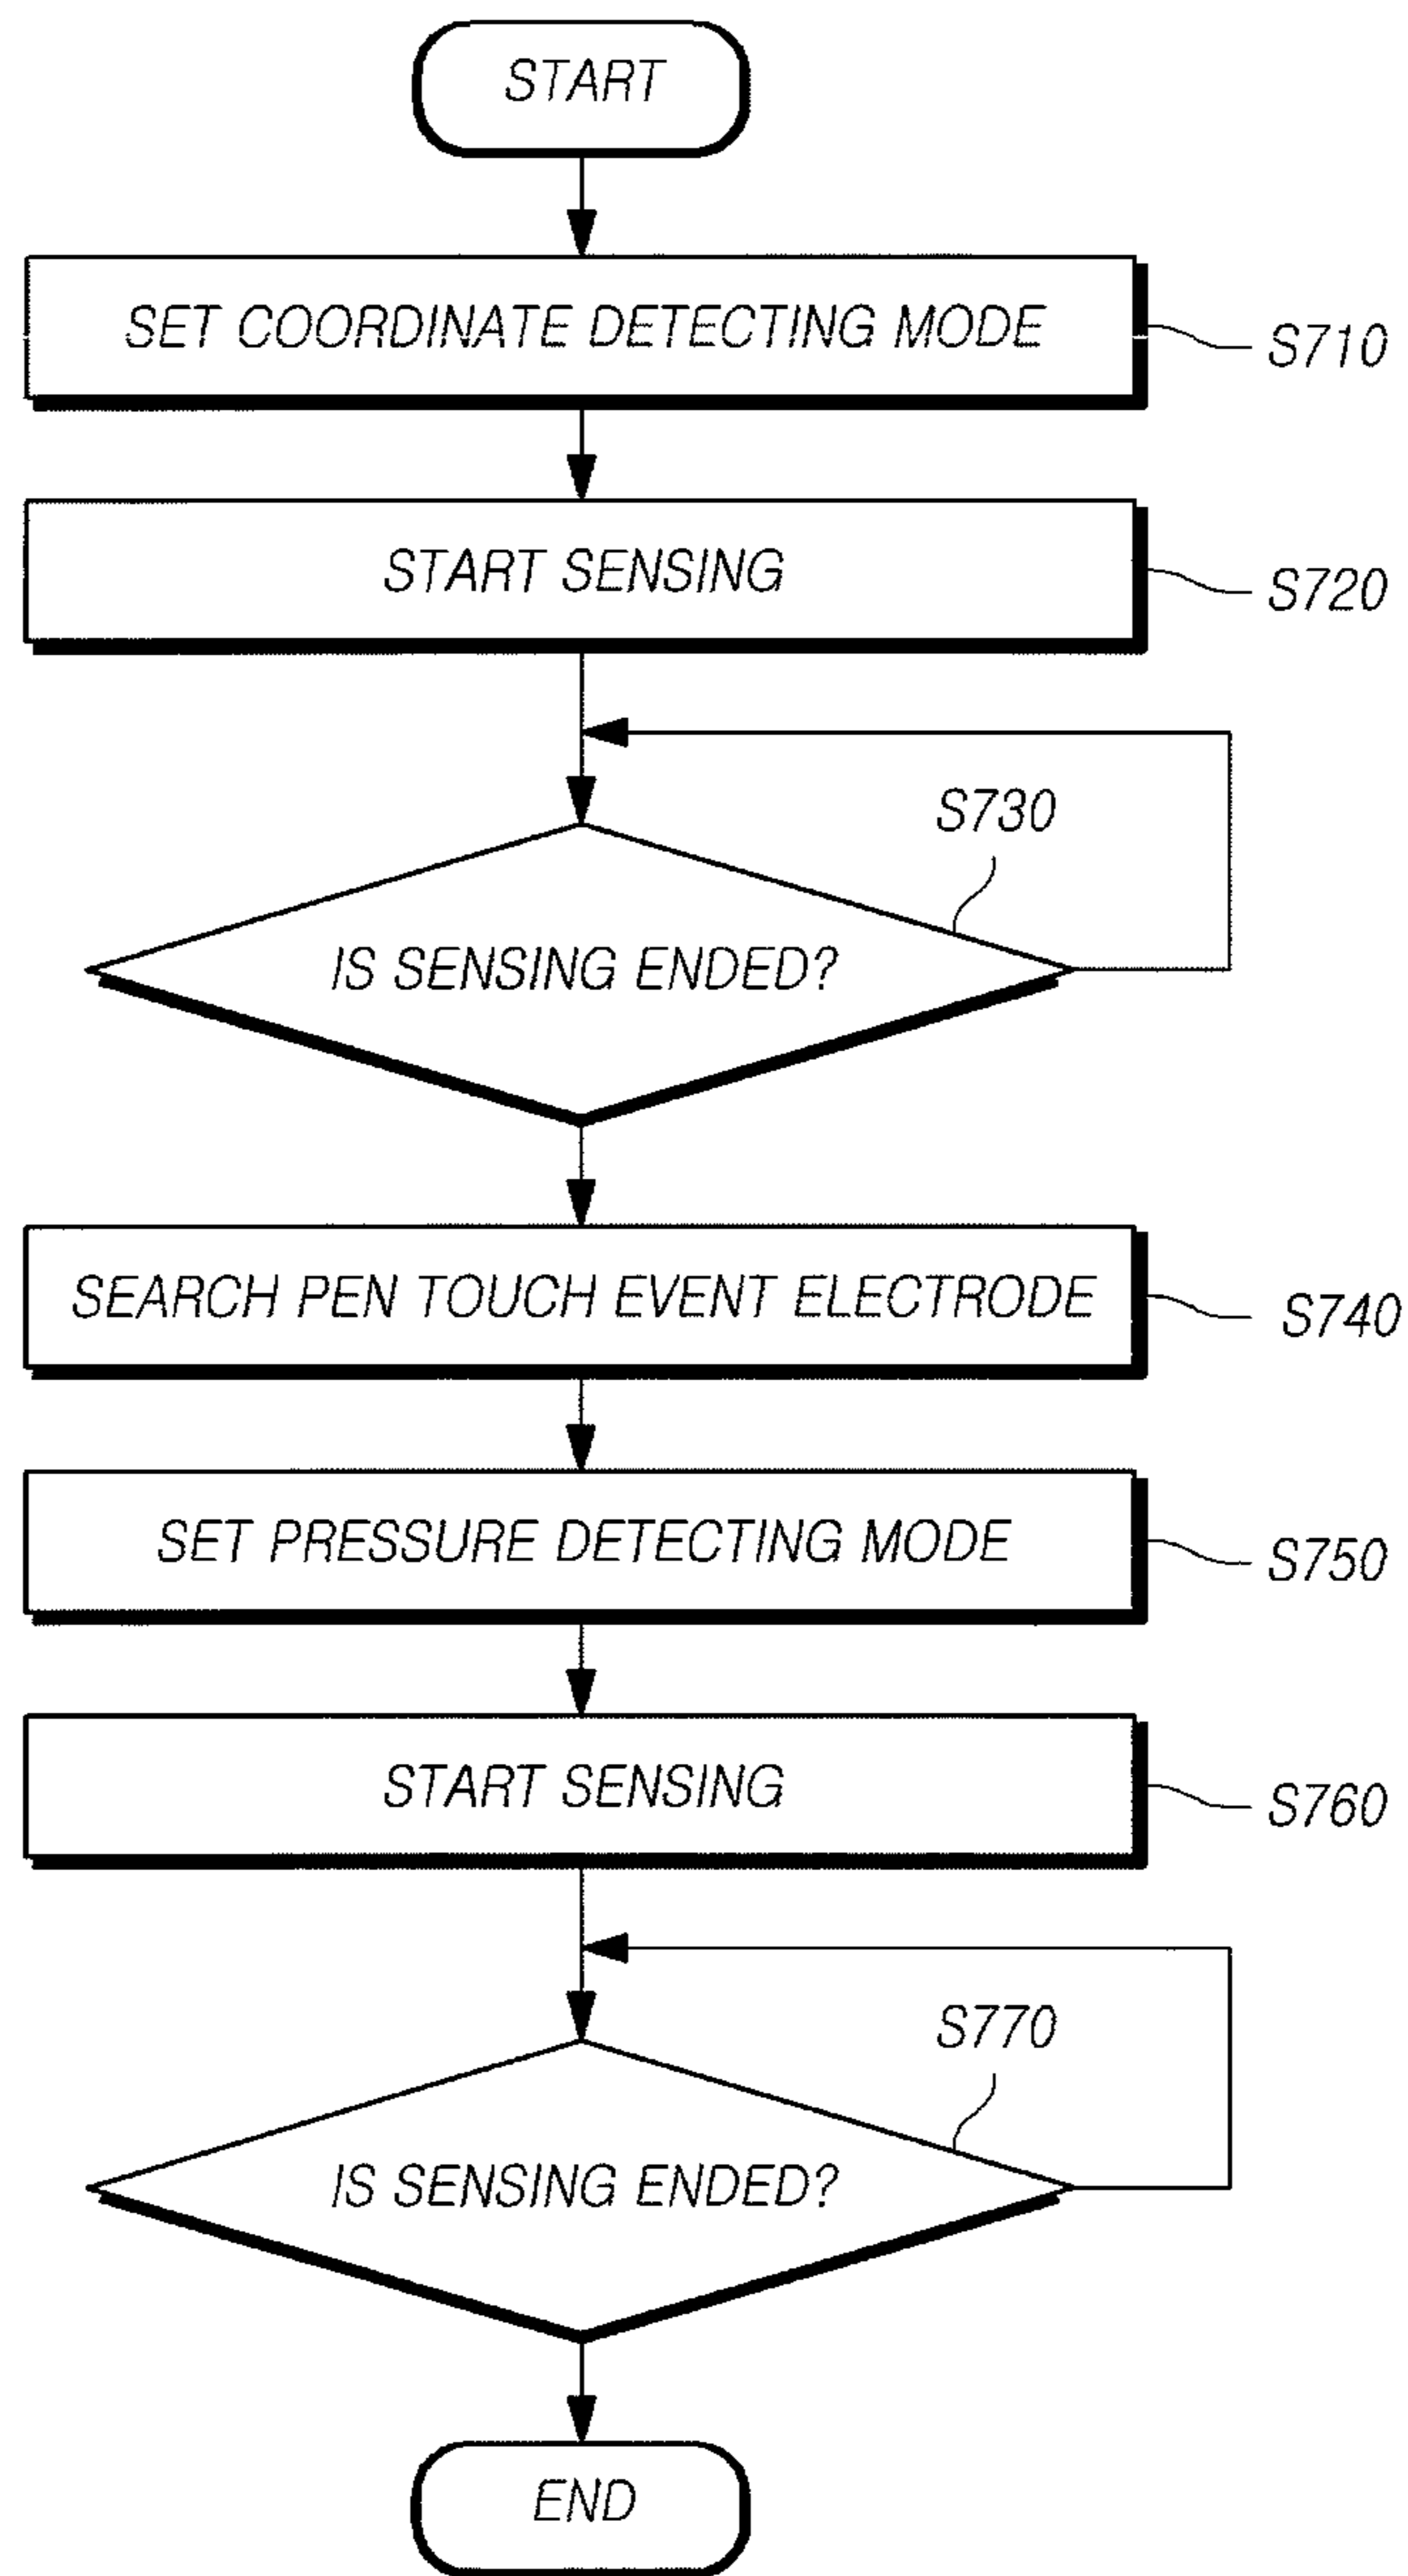 START
SET COORDINATE DETECTING MODE
S710
START SENSING
S720
S730
IS SENSING ENDED?
SEARCH PEN TOUCH EVENT ELECTRODE
S740
SET PRESSURE DETECTING MODE
S750
START SENSING
S760
S770
IS SENSING ENDED?
END